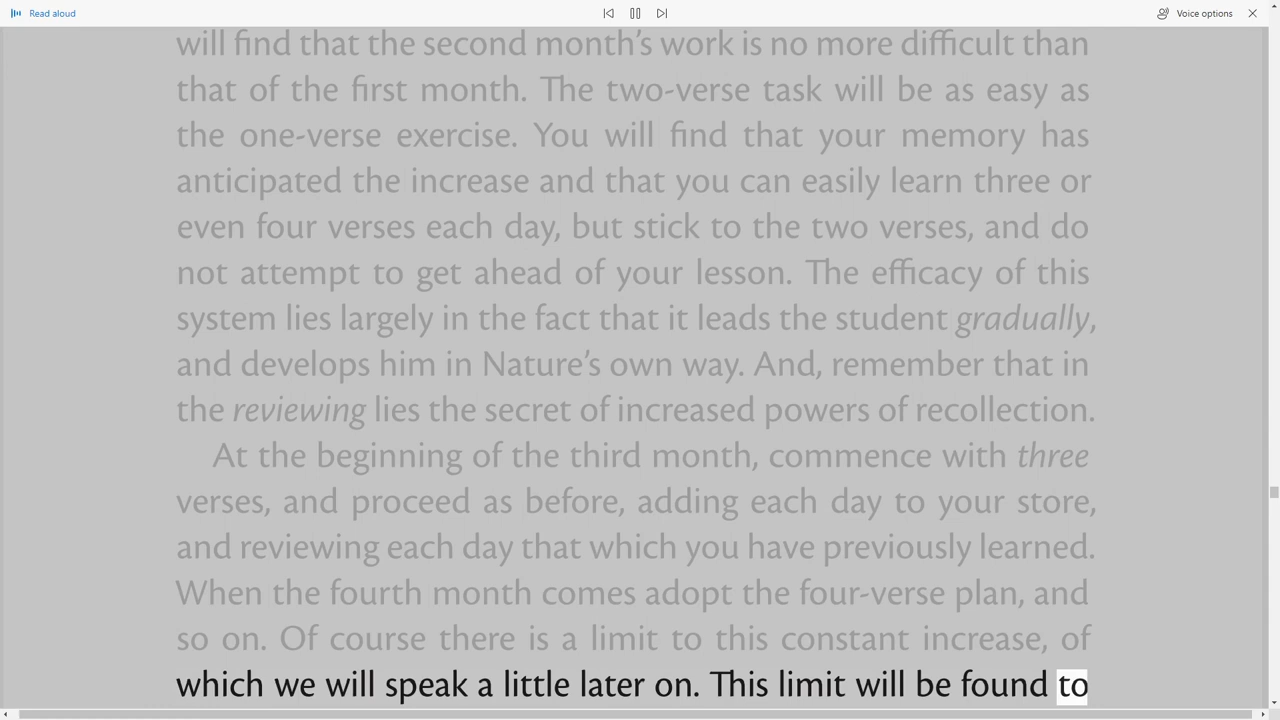 Read aloud
Voice options
will find that the second month's work is no more difficult than
that of the first month. The two-verse task will be as easy as
the one-verse exercise. You will find that your memory has
anticipated the increase and that you can easily learn three or
even four verses each day, but stick to the two verses, and do
not attempt to get ahead of your lesson. The efficacy of this
system lies largely in the fact that it leads the student gradually,
and develops him in Nature's own way. And, remember that in
the reviewing lies the secret of increased powers of recollection.
At the beginning of the third month, commence with three
verses, and proceed as before, adding each day to your store,
and reviewing each day that which you have previously learned.
When the fourth month comes adopt the four-verse plan, and
so on. Of course there is a limit to this constant increase, of
which we will speak a little later on. This limit will be found to